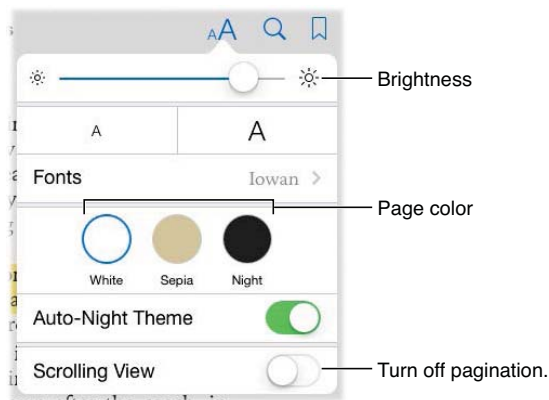 AA
Brightness
A A
Fonts Iowan >
Page color
White Sepia Night
Auto-Night Theme
Scrolling View
Turn off pagination.